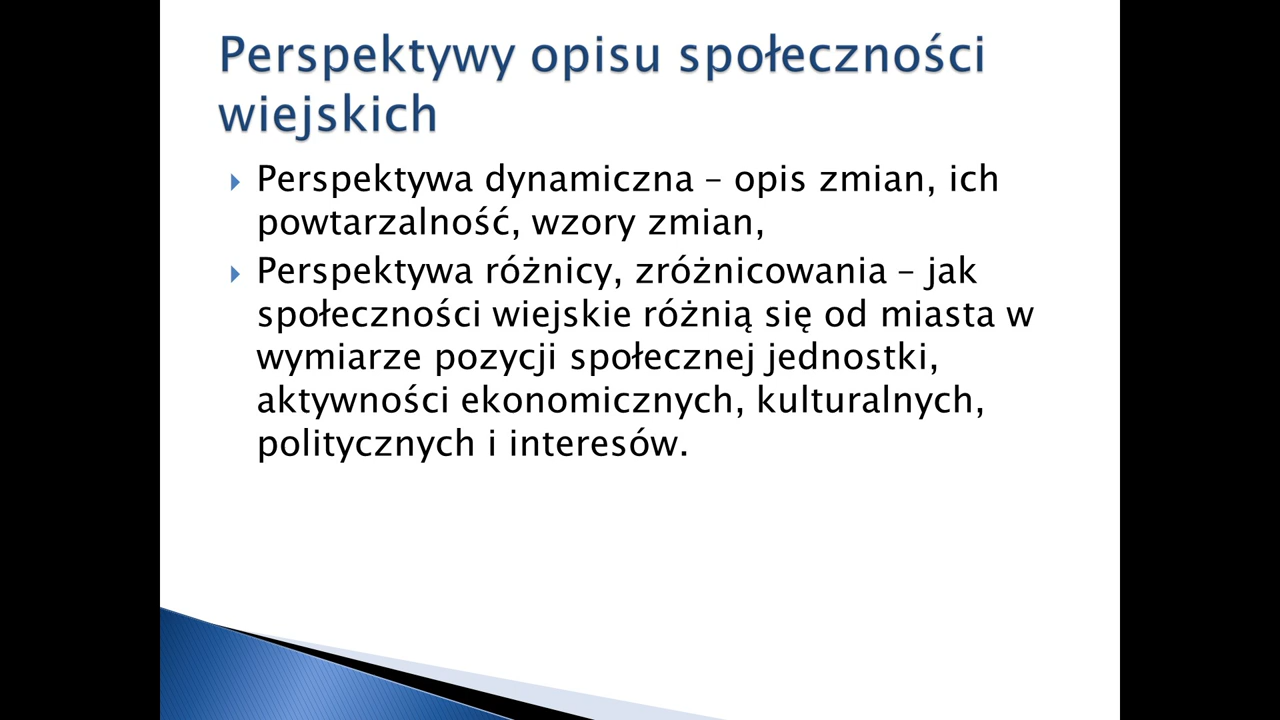 Perspektywy opisu społeczności
wiejskich
Perspektywa dynamiczna – opis zmian, ich
powtarzalność, wzory zmian,
Perspektywa różnicy, zróżnicowania – jak
społeczności wiejskie różnią się od miasta w
wymiarze pozycji społecznej jednostki,
aktywności ekonomicznych, kulturalnych,
politycznych i interesów.